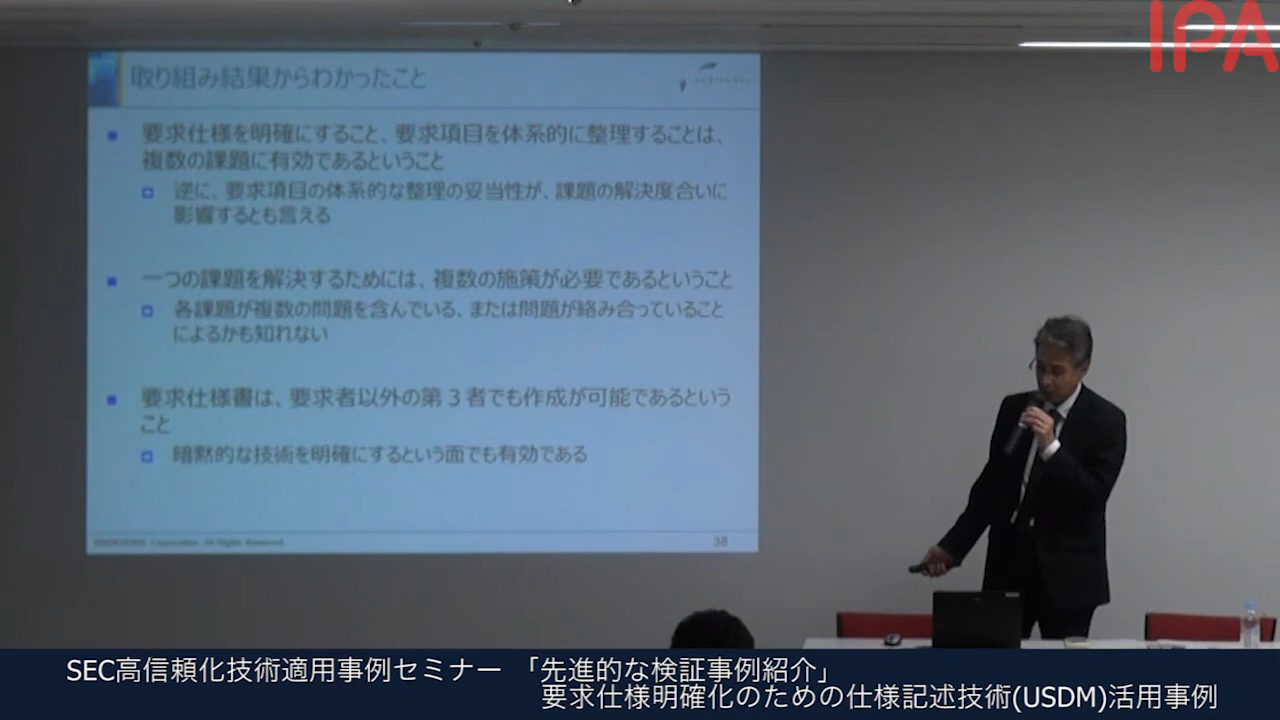 IPA
取り組み結果からわかったこと
要求仕様を明確にすること、要求項目を体系的に整理することは、
複数の課題に有効であるということ
逆に、要求項目の体系的な整理の妥当性が、課題の解決度合いに
影響するとも言える
一つの課題を解決するためには、複数の施策が必要であるということ
各課題が複数の問題を含んでいる、または問題が絡み合っていること
によるかも知れない
要求仕様書は、要求者以外の第３者でも作成が可能であるという
こと
暗黙的な技術を明確にするという面でも有効である
Corporation. All Rights Reserved.
38
SEC高信頼化技術適用事例セミナー 「先進的な検証事例紹介」
要求仕様明確化のための仕様記述技術(USDM)活用事例